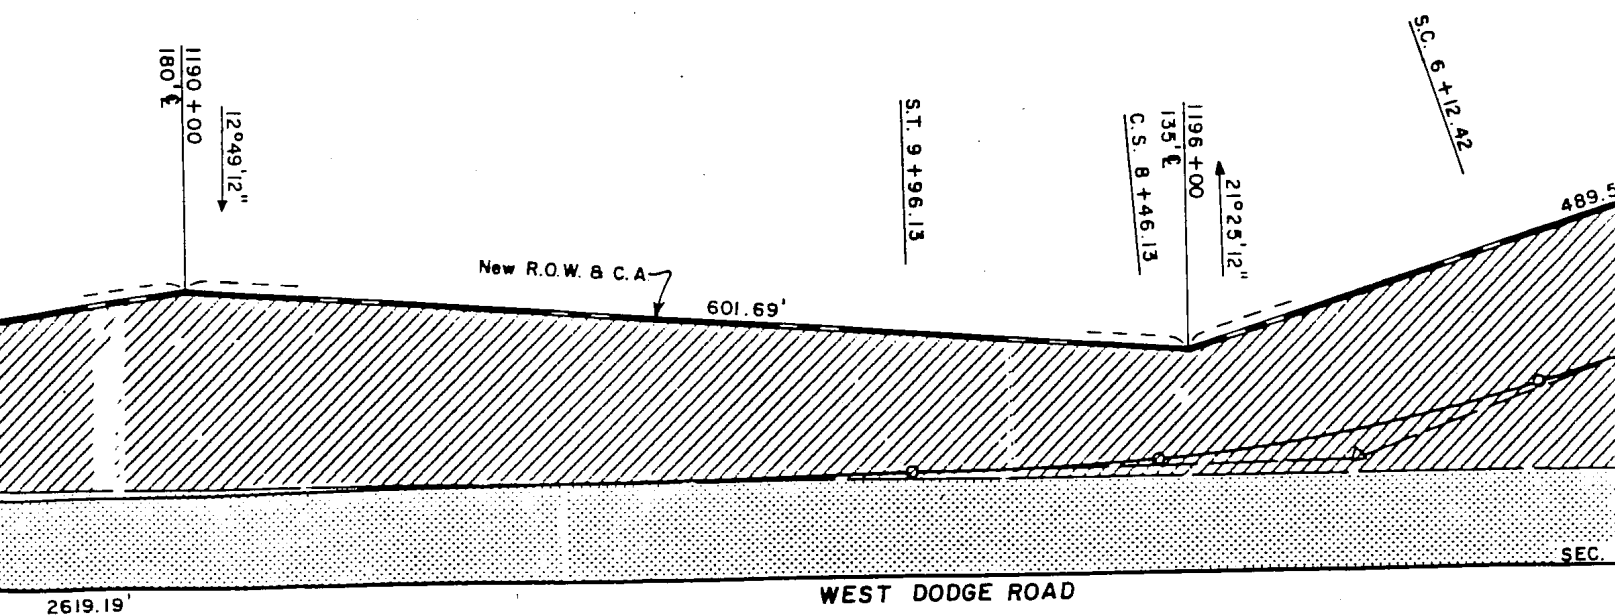 1190 + 00
180' ℄
12°49'12"
New R.O.W. & C.A
601.69'
S.T. 9 + 96.13
1196 + 00
135' ℄
C.S. 8 + 46.13
21°25'12"
S.C. 6 + 12.42
489.5
SEC.
WEST DODGE ROAD
2619.19'